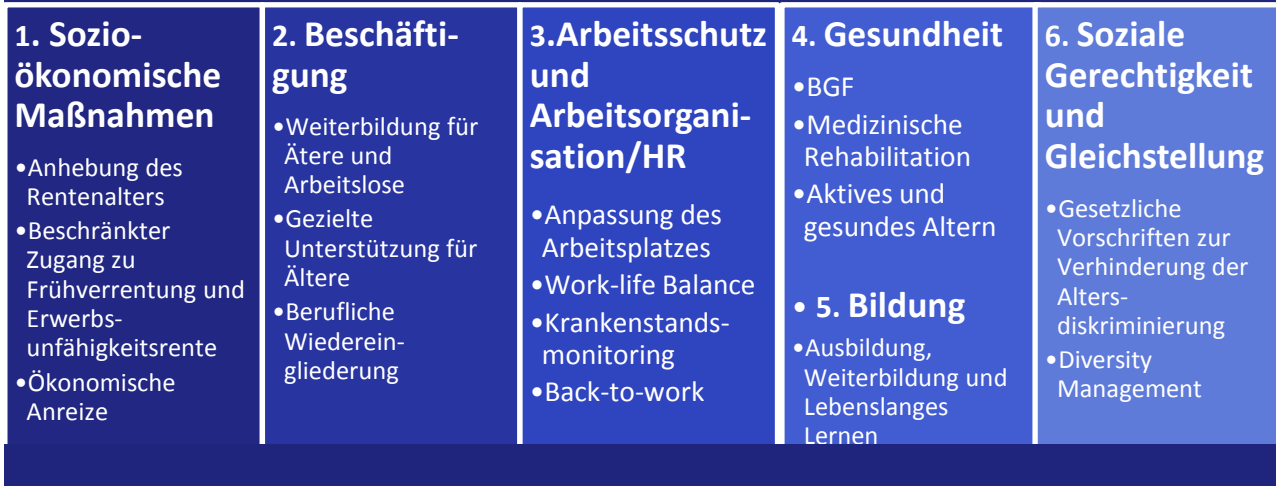 1. Sozio-
ökonomische
Maßnahmen
•Anhebung des
Rentenalters
•Beschränkter
Zugang zu
Frühverrentung und
Erwerbs-
unfähigkeitsrente
•Ökonomische
Anreize
2. Beschäfti-
gung
•Weiterbildung für
Ätere und
Arbeitslose
•Gezielte
Unterstützung für
Ältere
•Berufliche
Wiederein-
gliederung
3.Arbeitsschutz
und
Arbeitsorgani-
sation/HR
•Anpassung des
Arbeitsplatzes
•Work-life Balance
•Krankenstands-
monitoring
•Back-to-work
4. Gesundheit
•BGF
•Medizinische
Rehabilitation
•Aktives und
gesundes Altern
• 5. Bildung
•Ausbildung,
Weiterbildung und
Lebenslanges
Lernen
6. Soziale
Gerechtigkeit
und
Gleichstellung
•Gesetzliche
Vorschriften zur
Verhinderung der
Alters-
diskriminierung
•Diversity
Management